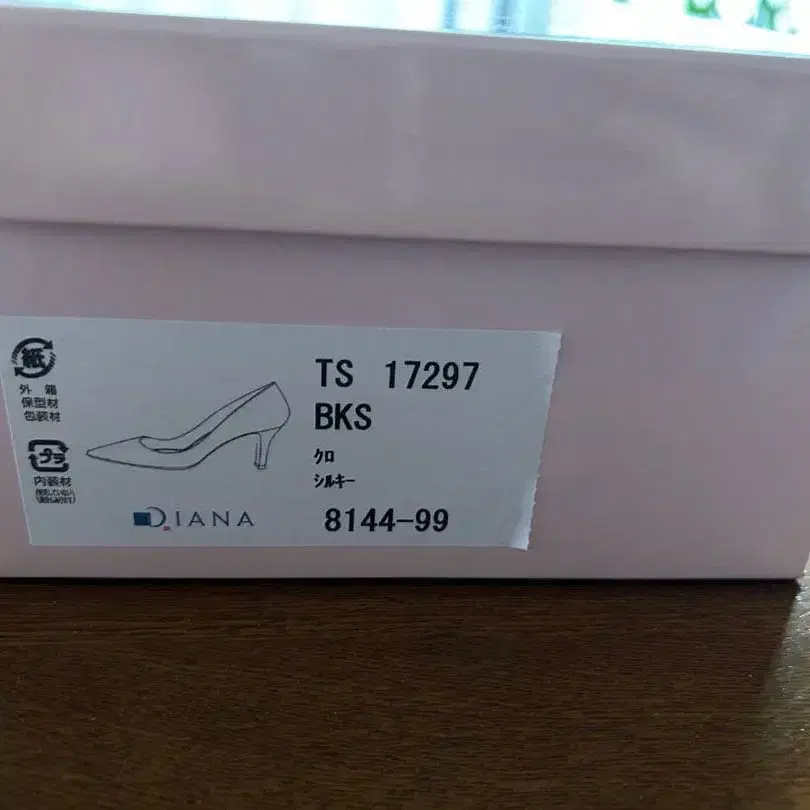 紙
外 箱
保型材
包装材
プラ
内装材
TS 17297
BKS
クロ
シルキー
DIANA
8144-99